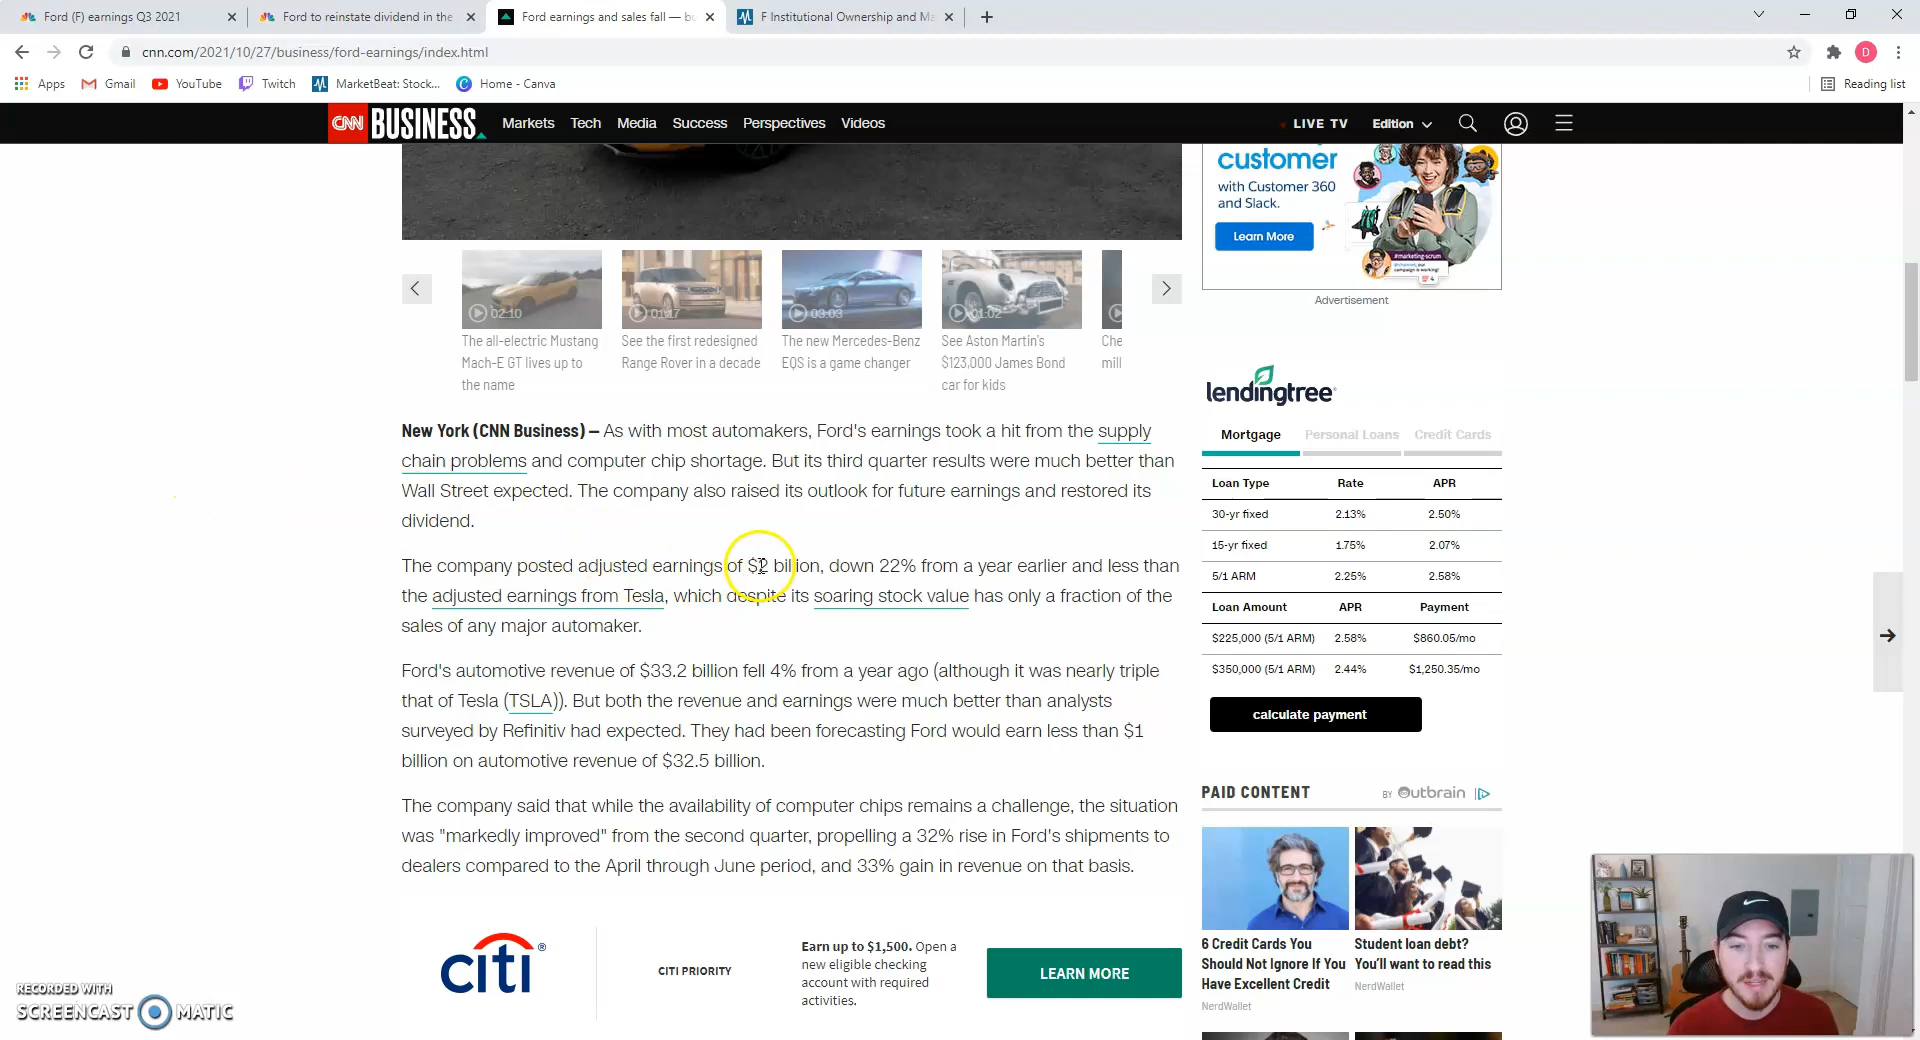 Ford (F) earnings Q3 2021
Ford to reinstate dividend in the
Ford earnings and sales fall — bu
F Institutional Ownership and Ma
cnn.com/2021/10/27/business/ford-earnings/index.html
D
Apps
Gmail
YouTube
Twitch
MarketBeat: Stock...
Home - Canva
Reading list
CNN BUSINESS
Markets
Tech
Media
Success
Perspectives
Videos
LIVE TV
Edition
customer
with Customer 360
and Slack.
Learn More
#marketing-scrum
Advertisement
02:10
01:17
03:03
01:02
The all-electric Mustang
Mach-E GT lives up to
the name
See the first redesigned
Range Rover in a decade
The new Mercedes-Benz
EQS is a game changer
See Aston Martin's
$123,000 James Bond
car for kids
Che
mill
New York (CNN Business) — As with most automakers, Ford's earnings took a hit from the supply
chain problems and computer chip shortage. But its third quarter results were much better than
Wall Street expected. The company also raised its outlook for future earnings and restored its
dividend.
The company posted adjusted earnings of $2 billion, down 22% from a year earlier and less than
the adjusted earnings from Tesla, which despite its soaring stock value has only a fraction of the
sales of any major automaker.
Ford's automotive revenue of $33.2 billion fell 4% from a year ago (although it was nearly triple
that of Tesla (TSLA)). But both the revenue and earnings were much better than analysts
surveyed by Refinitiv had expected. They had been forecasting Ford would earn less than $1
billion on automotive revenue of $32.5 billion.
The company said that while the availability of computer chips remains a challenge, the situation
was "markedly improved" from the second quarter, propelling a 32% rise in Ford's shipments to
dealers compared to the April through June period, and 33% gain in revenue on that basis.
lendingtree
Mortgage
Personal Loans
Credit Cards
Loan Type Rate APR
30-yr fixed 2.13% 2.50%
15-yr fixed 1.75% 2.07%
5/1 ARM 2.25% 2.58%
Loan Amount APR Payment
$225,000 (5/1 ARM) 2.58% $860.05/mo
$350,000 (5/1 ARM) 2.44% $1,250.35/mo
calculate payment
PAID CONTENT
BY Outbrain
6 Credit Cards You
Should Not Ignore If You
Have Excellent Credit
NerdWallet
Student loan debt?
You'll want to read this
NerdWallet
citi®
CITI PRIORITY
Earn up to $1,500. Open a
new eligible checking
account with required
activities.
LEARN MORE
RECORDED WITH
SCREENCAST MATIC